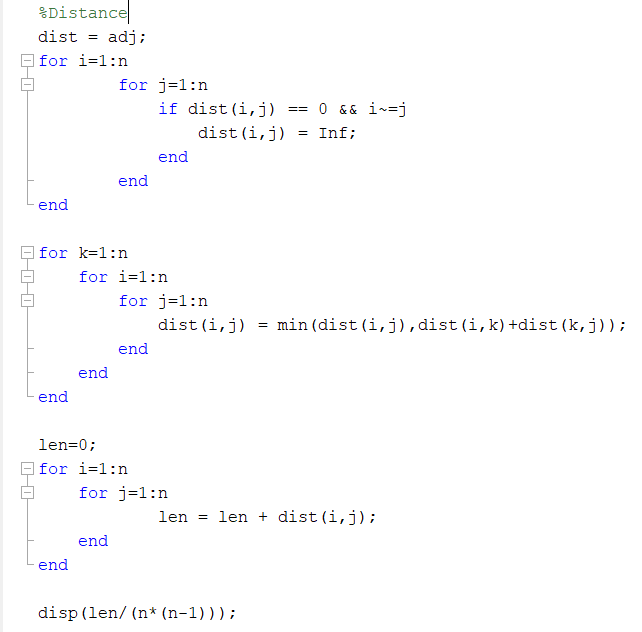 %Distance
dist = adj;
for i=1:n
for j=1:n
if dist(i,j) == 0 && i~=j
dist(i,j) = Inf;
end
end
end
for k=1:n
for i=1:n
for j=1:n
dist(i,j) = min(dist(i,j),dist(i,k)+dist(k,j));
end
end
end
len=0;
for i=1:n
for j=1:n
len = len + dist(i,j);
end
end
disp(len/(n*(n-1)));